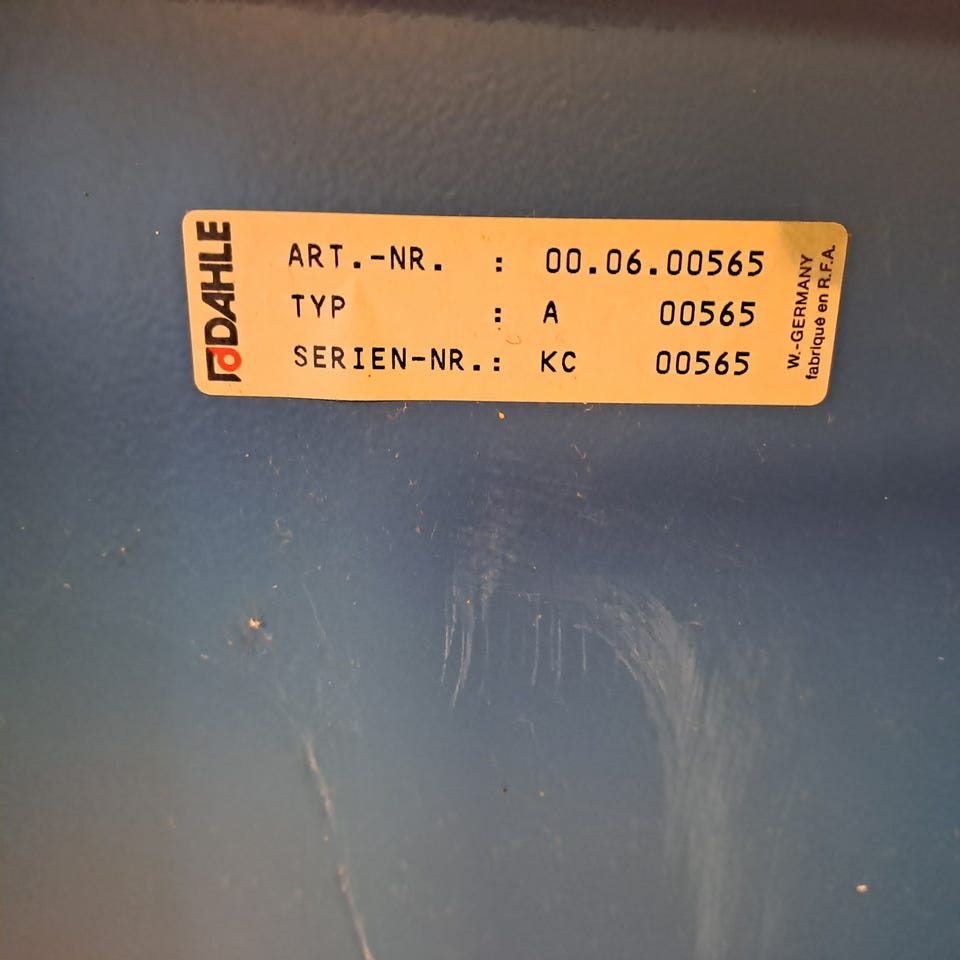 DAHLE
ART.-NR. : 00.06.00565
TYP : A 00565
SERIEN-NR.: KC 00565
W.-GERMANY
fabriqué en R.F.A.